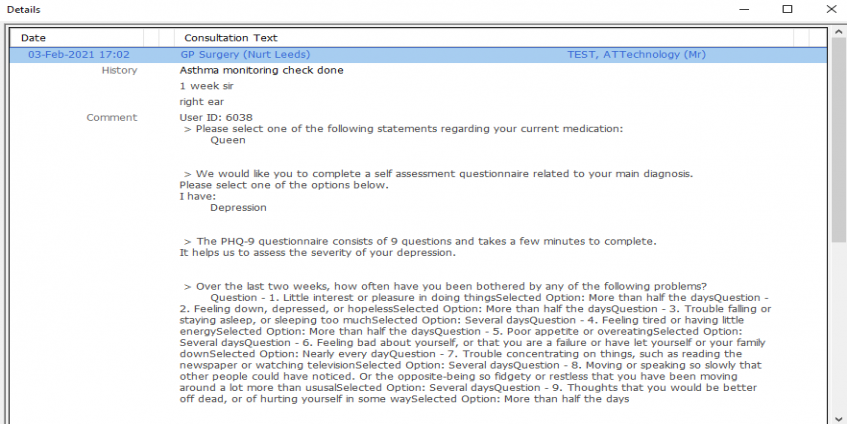 Details
Date Consultation Text
03-Feb-2021 17:02 GP Surgery (Nurt Leeds) TEST, ATTechnology (Mr)
History Asthma monitoring check done
1 week sir
right ear
Comment User ID: 6038
> Please select one of the following statements regarding your current medication:
Queen
> We would like you to complete a self assessment questionnaire related to your main diagnosis.
Please select one of the options below.
I have:
Depression
> The PHQ-9 questionnaire consists of 9 questions and takes a few minutes to complete.
It helps us to assess the severity of your depression.
> Over the last two weeks, how often have you been bothered by any of the following problems?
Question - 1. Little interest or pleasure in doing thingsSelected Option: More than half the daysQuestion -
2. Feeling down, depressed, or hopelessSelected Option: More than half the daysQuestion - 3. Trouble falling or
staying asleep, or sleeping too muchSelected Option: Several daysQuestion - 4. Feeling tired or having little
energySelected Option: More than half the daysQuestion - 5. Poor appetite or overeatingSelected Option:
Several daysQuestion - 6. Feeling bad about yourself, or that you are a failure or have let yourself or your family
downSelected Option: Nearly every dayQuestion - 7. Trouble concentrating on things, such as reading the
newspaper or watching televisionSelected Option: Several daysQuestion - 8. Moving or speaking so slowly that
other people could have noticed. Or the opposite-being so fidgety or restless that you have been moving
around a lot more than ususalSelected Option: Several daysQuestion - 9. Thoughts that you would be better
off dead, or of hurting yourself in some waySelected Option: More than half the days